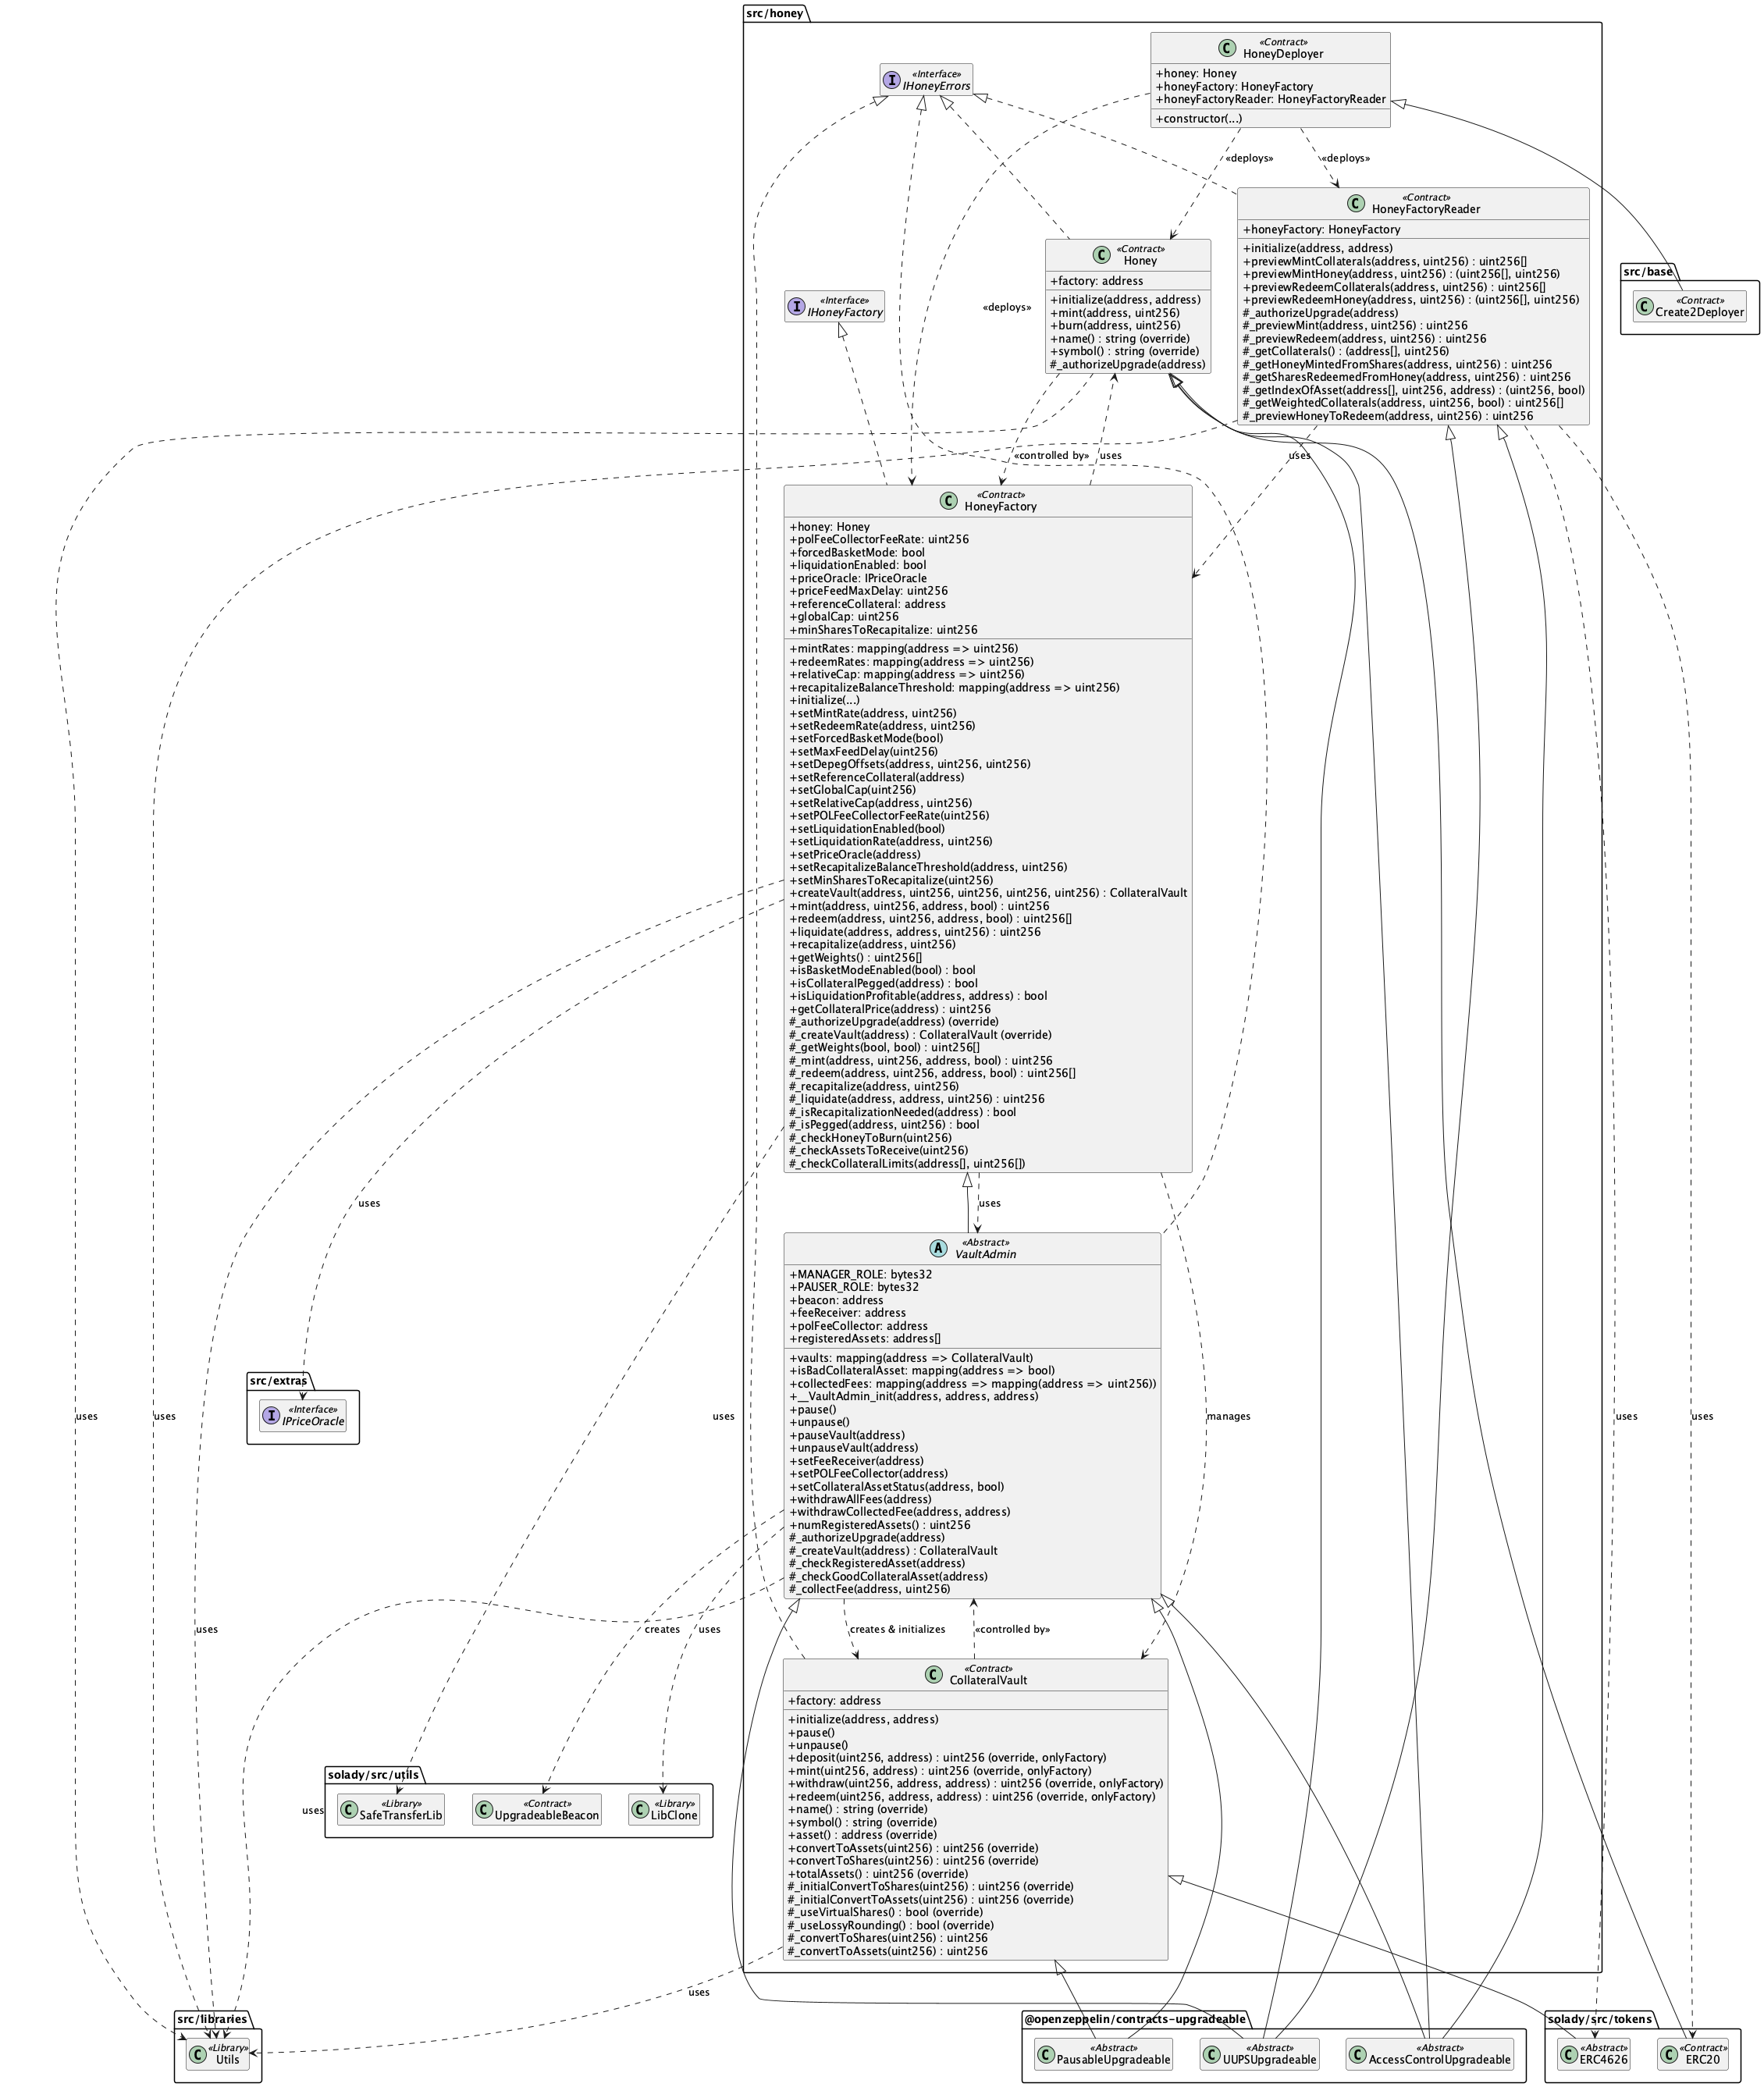 src/honey
«Contract»
HoneyDeployer
+honey: Honey
+honeyFactory: HoneyFactory
+honeyFactoryReader: HoneyFactoryReader
+constructor(...)
«Interface»
IHoneyErrors
«deploys»
«deploys»
«Contract»
HoneyFactoryReader
+honeyFactory: HoneyFactory
+initialize(address, address)
+previewMintCollaterals(address, uint256) : uint256[]
+previewMintHoney(address, uint256) : (uint256[], uint256)
+previewRedeemCollaterals(address, uint256) : uint256[]
+previewRedeemHoney(address, uint256) : (uint256[], uint256)
#_authorizeUpgrade(address)
#_previewMint(address, uint256) : uint256
#_previewRedeem(address, uint256) : uint256
#_getCollaterals() : (address[], uint256)
#_getHoneyMintedFromShares(address, uint256) : uint256
#_getSharesRedeemedFromHoney(address, uint256) : uint256
#_getIndexOfAsset(address[], uint256, address) : (uint256, bool)
#_getWeightedCollaterals(address, uint256, bool) : uint256[]
#_previewHoneyToRedeem(address, uint256) : uint256
«Contract»
Honey
+factory: address
+initialize(address, address)
+mint(address, uint256)
+burn(address, uint256)
+name() : string (override)
+symbol() : string (override)
#_authorizeUpgrade(address)
src/base
«Contract»
Create2Deployer
«Interface»
IHoneyFactory
«deploys»
«controlled by»
uses
uses
«Contract»
HoneyFactory
+honey: Honey
+polFeeCollectorFeeRate: uint256
+forcedBasketMode: bool
+liquidationEnabled: bool
+priceOracle: IPriceOracle
+priceFeedMaxDelay: uint256
+referenceCollateral: address
+globalCap: uint256
+minSharesToRecapitalize: uint256
+mintRates: mapping(address => uint256)
+redeemRates: mapping(address => uint256)
+relativeCap: mapping(address => uint256)
+recapitalizeBalanceThreshold: mapping(address => uint256)
+initialize(...)
+setMintRate(address, uint256)
+setRedeemRate(address, uint256)
+setForcedBasketMode(bool)
+setMaxFeedDelay(uint256)
+setDepegOffsets(address, uint256, uint256)
+setReferenceCollateral(address)
+setGlobalCap(uint256)
+setRelativeCap(address, uint256)
+setPOLFeeCollectorFeeRate(uint256)
+setLiquidationEnabled(bool)
+setLiquidationRate(address, uint256)
+setPriceOracle(address)
+setRecapitalizeBalanceThreshold(address, uint256)
+setMinSharesToRecapitalize(uint256)
+createVault(address, uint256, uint256, uint256, uint256) : CollateralVault
+mint(address, uint256, address, bool) : uint256
+redeem(address, uint256, address, bool) : uint256[]
+liquidate(address, address, uint256) : uint256
+recapitalize(address, uint256)
+getWeights() : uint256[]
+isBasketModeEnabled(bool) : bool
+isCollateralPegged(address) : bool
+isLiquidationProfitable(address, address) : bool
+getCollateralPrice(address) : uint256
#_authorizeUpgrade(address) (override)
#_createVault(address) : CollateralVault (override)
#_getWeights(bool, bool) : uint256[]
#_mint(address, uint256, address, bool) : uint256
#_redeem(address, uint256, address, bool) : uint256[]
#_recapitalize(address, uint256)
#_liquidate(address, address, uint256) : uint256
#_isRecapitalizationNeeded(address) : bool
#_isPegged(address, uint256) : bool
#_checkHoneyToBurn(uint256)
#_checkAssetsToReceive(uint256)
#_checkCollateralLimits(address[], uint256[])
uses
uses
«Abstract»
VaultAdmin
+MANAGER_ROLE: bytes32
+PAUSER_ROLE: bytes32
+beacon: address
+feeReceiver: address
+polFeeCollector: address
+registeredAssets: address[]
+vaults: mapping(address => CollateralVault)
+isBadCollateralAsset: mapping(address => bool)
+collectedFees: mapping(address => mapping(address => uint256))
+__VaultAdmin_init(address, address, address)
+pause()
+unpause()
+pauseVault(address)
+unpauseVault(address)
+setFeeReceiver(address)
+setPOLFeeCollector(address)
+setCollateralAssetStatus(address, bool)
+withdrawAllFees(address)
+withdrawCollectedFee(address, address)
+numRegisteredAssets() : uint256
#_authorizeUpgrade(address)
#_createVault(address) : CollateralVault
#_checkRegisteredAsset(address)
#_checkGoodCollateralAsset(address)
#_collectFee(address, uint256)
src/extras
«Interface»
IPriceOracle
uses
uses
uses
manages
uses
uses
uses
creates
uses
creates & initializes
«controlled by»
«Contract»
CollateralVault
+factory: address
+initialize(address, address)
+pause()
+unpause()
+deposit(uint256, address) : uint256 (override, onlyFactory)
+mint(uint256, address) : uint256 (override, onlyFactory)
+withdraw(uint256, address, address) : uint256 (override, onlyFactory)
+redeem(uint256, address, address) : uint256 (override, onlyFactory)
+name() : string (override)
+symbol() : string (override)
+asset() : address (override)
+convertToAssets(uint256) : uint256 (override)
+convertToShares(uint256) : uint256 (override)
+totalAssets() : uint256 (override)
#_initialConvertToShares(uint256) : uint256 (override)
#_initialConvertToAssets(uint256) : uint256 (override)
#_useVirtualShares() : bool (override)
#_useLossyRounding() : bool (override)
#_convertToShares(uint256) : uint256
#_convertToAssets(uint256) : uint256
solady/src/utils
«Library»
SafeTransferLib
«Contract»
UpgradeableBeacon
«Library»
LibClone
uses
uses
src/libraries
«Library»
Utils
@openzeppelin/contracts-upgradeable
«Abstract»
PausableUpgradeable
«Abstract»
UUPSUpgradeable
«Abstract»
AccessControlUpgradeable
solady/src/tokens
«Abstract»
ERC4626
«Contract»
ERC20